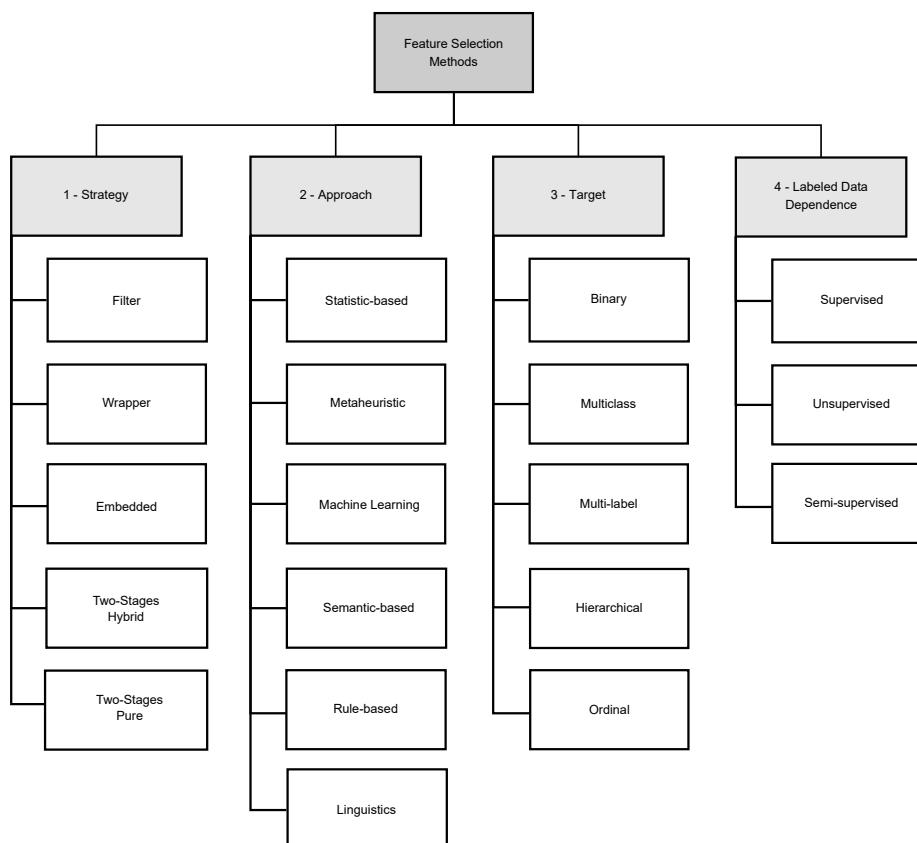 Feature Selection
Methods
1 - Strategy
Filter
Wrapper
Embedded
Two-Stages
Hybrid
Two-Stages
Pure
2 - Approach
Statistic-based
Metaheuristic
Machine Learning
Semantic-based
Rule-based
Linguistics
3 - Target
Binary
Multiclass
Multi-label
Hierarchical
Ordinal
4 - Labeled Data
Dependence
Supervised
Unsupervised
Semi-supervised